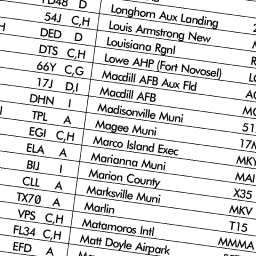 D Longhorn Aux Landing
54J C,H Louis Armstrong New
DED D Louisiana Rgnl
DTS C,H Lowe AHP (Fort Novosel)
66Y C,G Macdill AFB Aux Fld
17J D,I Macdill AFB
DHN I Madisonville Muni 51
TPL A Magee Muni 17M
EGI C,H Marco Island Exec MKY
ELA A Marianna Muni MAI
BIJ I Marion County X35
CLL A Marksville Muni MKV
TX70 A Marlin T15
VPS C,H Matamoros Intl MMMA
FL34 C,H Matt Doyle Airpark
EFD A